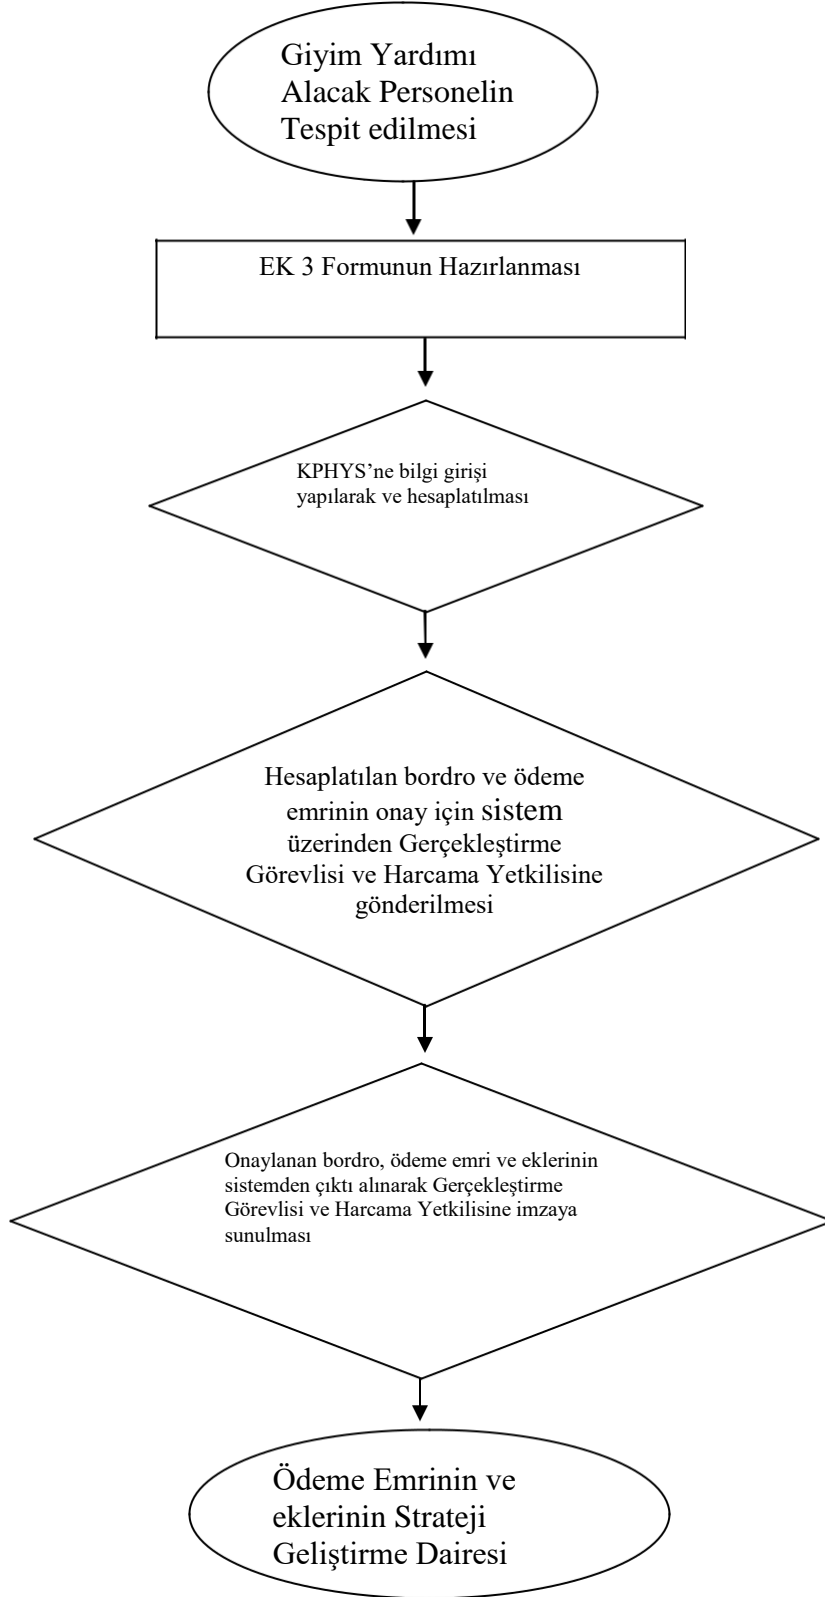 Giyim Yardımı
Alacak Personelin
Tespit edilmesi
EK 3 Formunun Hazırlanması
KPHYS’ne bilgi girişi
yapılarak ve hesaplatılması
Hesaplatılan bordro ve ödeme
emrinin onay için sistem
üzerinden Gerçekleştirme
Görevlisi ve Harcama Yetkilisine
gönderilmesi
Onaylanan bordro, ödeme emri ve eklerinin
sistemden çıktı alınarak Gerçekleştirme
Görevlisi ve Harcama Yetkilisine imzaya
sunulması
Ödeme Emrinin ve
eklerinin Strateji
Geliştirme Dairesi